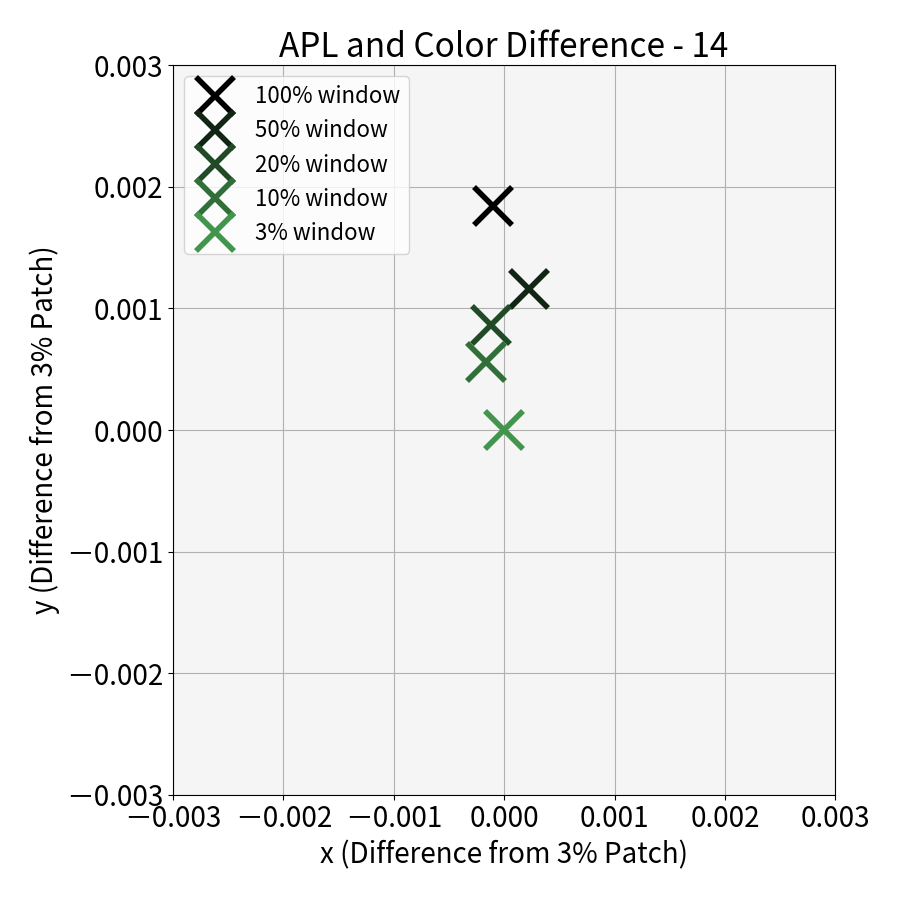 APL and Color Difference - 14
0.003
0.002
0.001
0.000
−0.001
−0.002
−0.003
100% window
50% window
20% window
10% window
3% window
y (Difference from 3% Patch)
−0.003 −0.002 −0.001 0.000 0.001 0.002 0.003
x (Difference from 3% Patch)